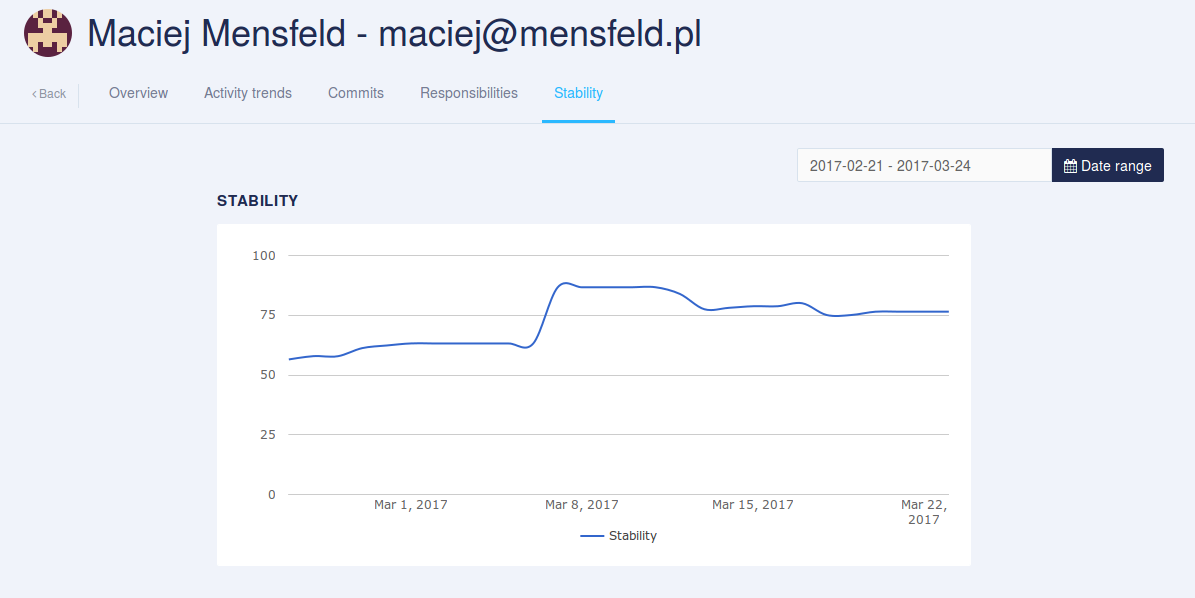 Maciej Mensfeld - maciej@mensfeld.pl
‹ Back Overview Activity trends Commits Responsibilities Stability
2017-02-21 - 2017-03-24 Date range
STABILITY
100
75
50
25
0
Mar 1, 2017 Mar 8, 2017 Mar 15, 2017 Mar 22,
2017
Stability